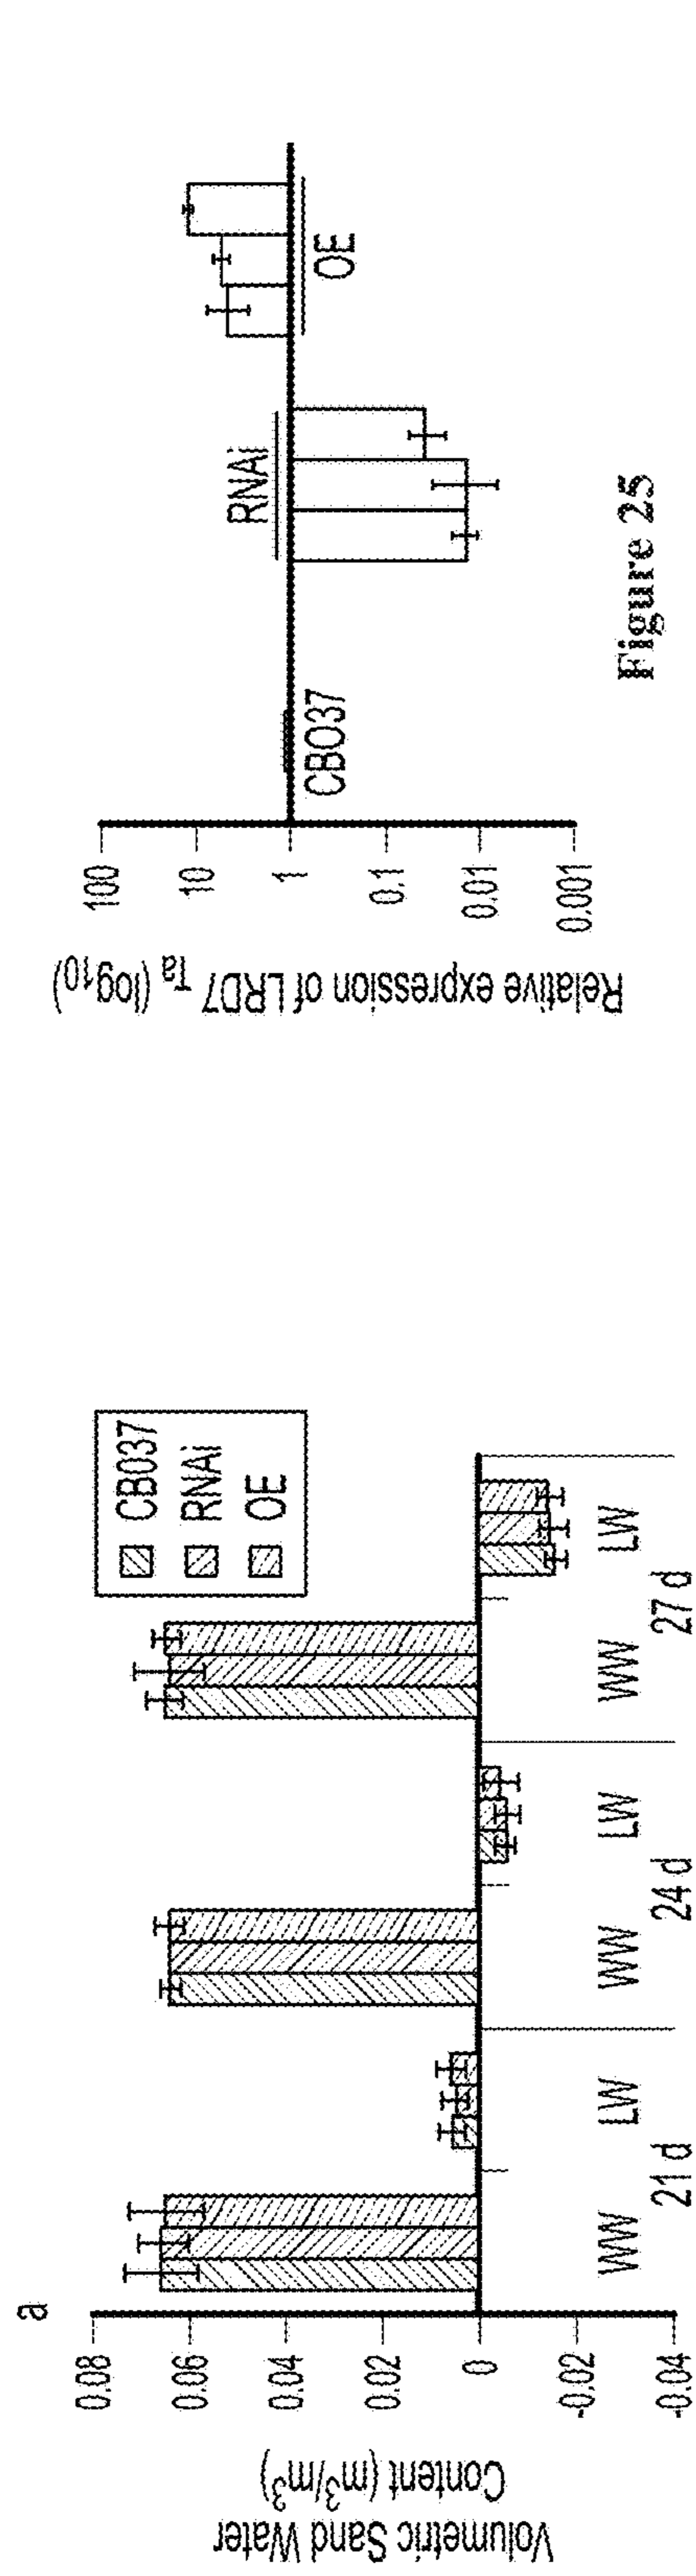 a
Volumetric Sand Water
Content (m³/m³)
0.08
0.06
0.04
0.02
0
-0.02
-0.04
CB037
RNAi
OE
WW LW WW LW WW LW
21 d 24 d 27 d
Relative expression of LRD7 Ta (log10)
100
10
1
0.1
0.01
0.001
CBO37
RNAi
OE
Figure 25